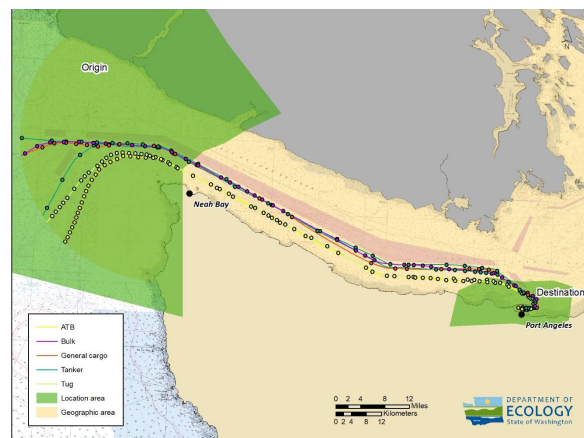 Origin
N
Neah Bay
Destination
Port Angeles
ATB
Bulk
General cargo
Tanker
Tug
Location area
Geographic area
0 2 4 8 12
Miles
Kilometers
0 2 4 8 12
DEPARTMENT OF
ECOLOGY
State of Washington